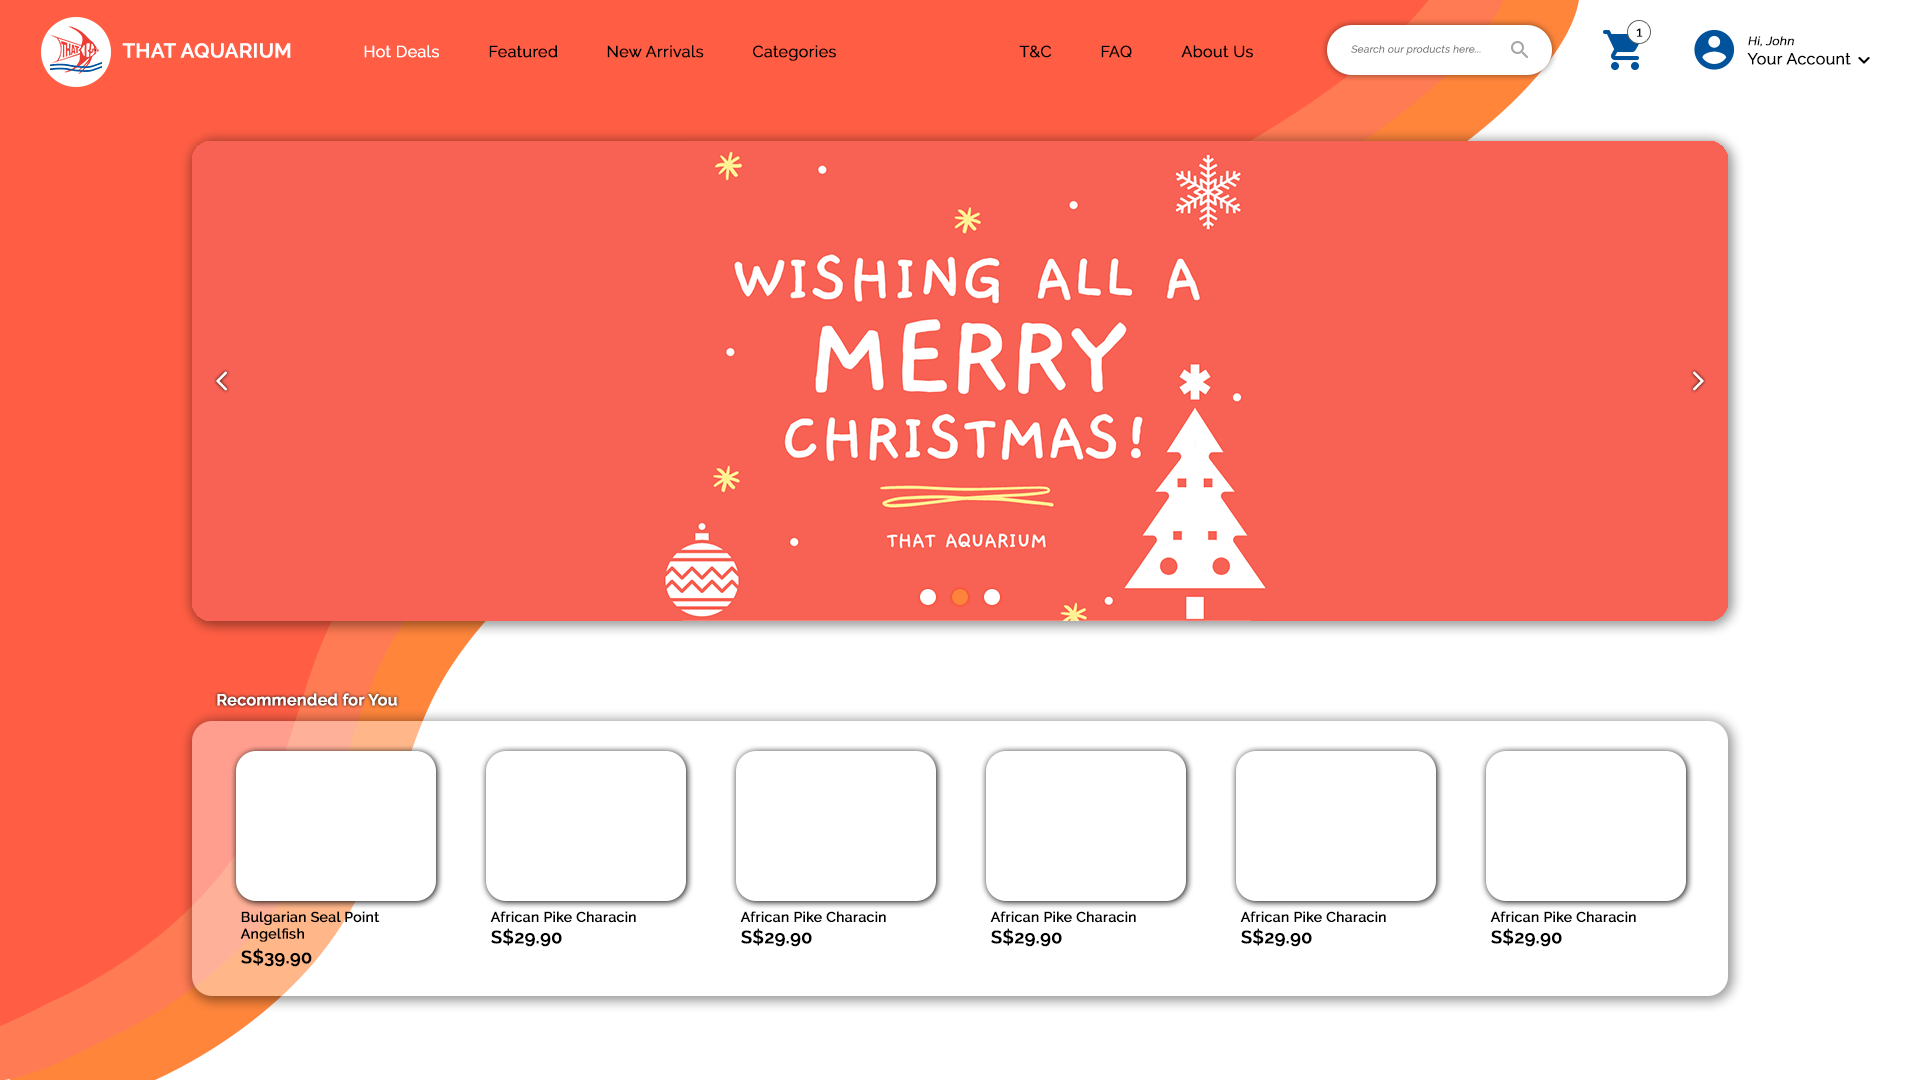 THAT AQUARIUM
Hot Deals
Featured
New Arrivals
Categories
T&C
FAQ
About Us
Search our products here...
1
Hi, John
Your Account
WISHING ALL A
MERRY
CHRISTMAS!
THAT AQUARIUM
Recommended for You
Bulgarian Seal Point
Angelfish
S$39.90
African Pike Characin
S$29.90
African Pike Characin
S$29.90
African Pike Characin
S$29.90
African Pike Characin
S$29.90
African Pike Characin
S$29.90